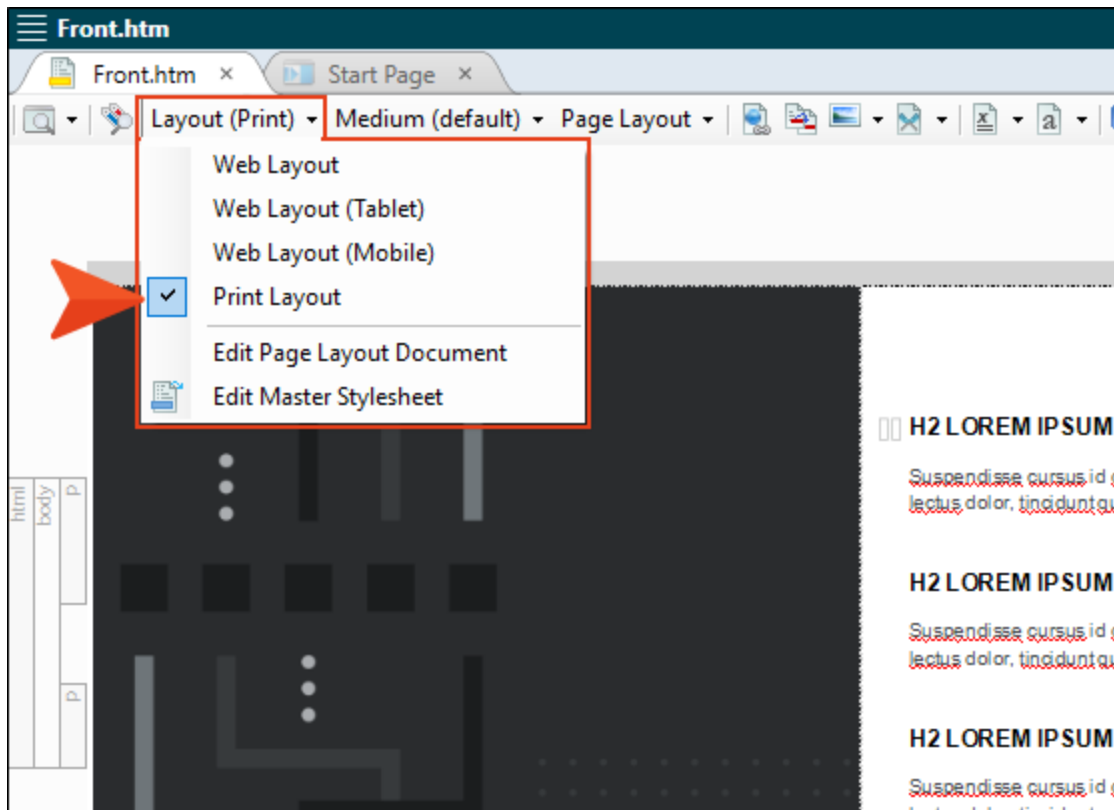 Front.htm
Front.htm × Start Page ×
Layout (Print) Medium (default) Page Layout x a
Web Layout
Web Layout (Tablet)
Web Layout (Mobile)
Print Layout
Edit Page Layout Document
Edit Master Stylesheet
html
body
p
p
H2 LOREM IPSUM
Suspendisse cursus id
lectus dolor, tincidunt
H2 LOREM IPSUM
Suspendisse cursus id
lectus dolor, tincidunt
H2 LOREM IPSUM
Suspendisse cursus id